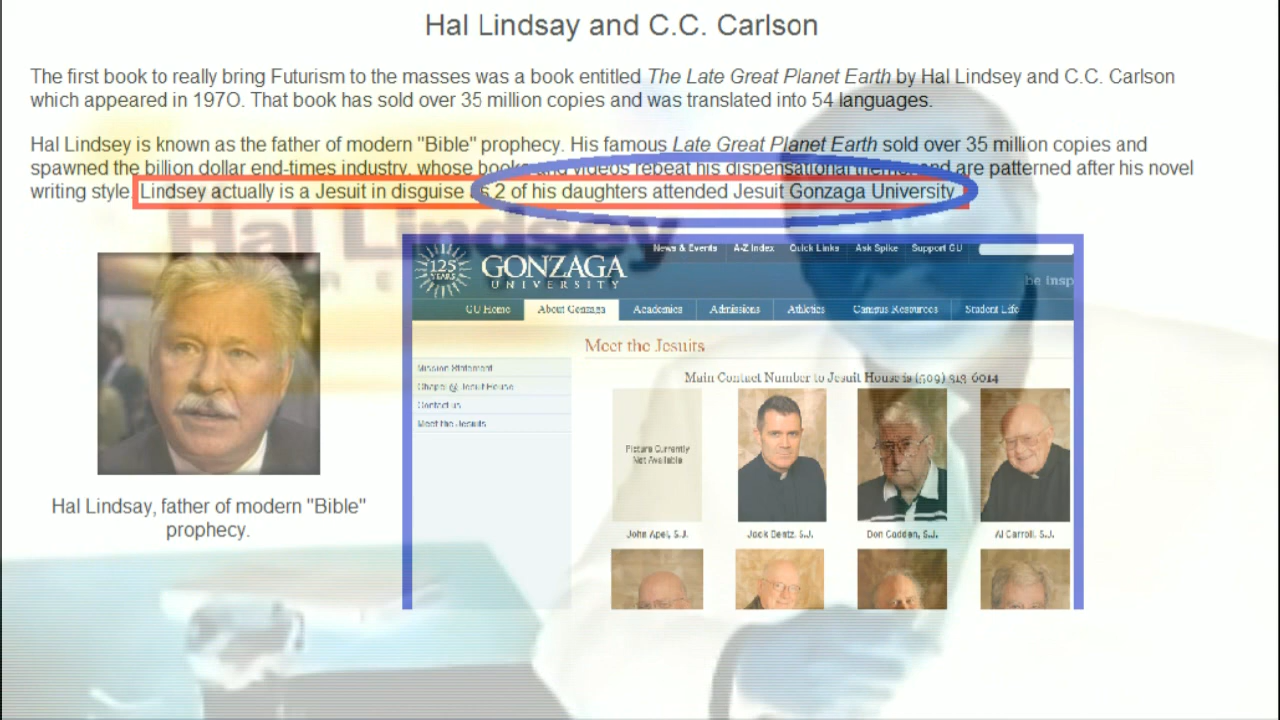 Hal Lindsay and C.C. Carlson
The first book to really bring Futurism to the masses was a book entitled The Late Great Planet Earth by Hal Lindsey and C.C. Carlson
which appeared in 197O. That book has sold over 35 million copies and was translated into 54 languages.
Hal Lindsey is known as the father of modern "Bible" prophecy. His famous Late Great Planet Earth sold over 35 million copies and
spawned the billion dollar end-times industry, whose books and videos repeat his dispensational themes and are patterned after his novel
writing style. Lindsey actually is a Jesuit in disguise as 2 of his daughters attended Jesuit Gonzaga University.
Hal Lindsey
News & Events A-Z Index Quick Links Ask Spike Support GU
125
YEARS
GONZAGA
UNIVERSITY
be insp
GU Home About Gonzaga Academics Admissions Athletics Campus Resources Student Life
Meet the Jesuits
Mission Statement
Chapel @ Jesuit House
Contact us
Meet the Jesuits
Main Contact Number to Jesuit House is (509) 313-6014
Picture Currently
Not Available
John Apel, S.J. Jack Bentz, S.J. Don Cadden, S.J. Al Carroll, S.J.
Hal Lindsay, father of modern "Bible"
prophecy.